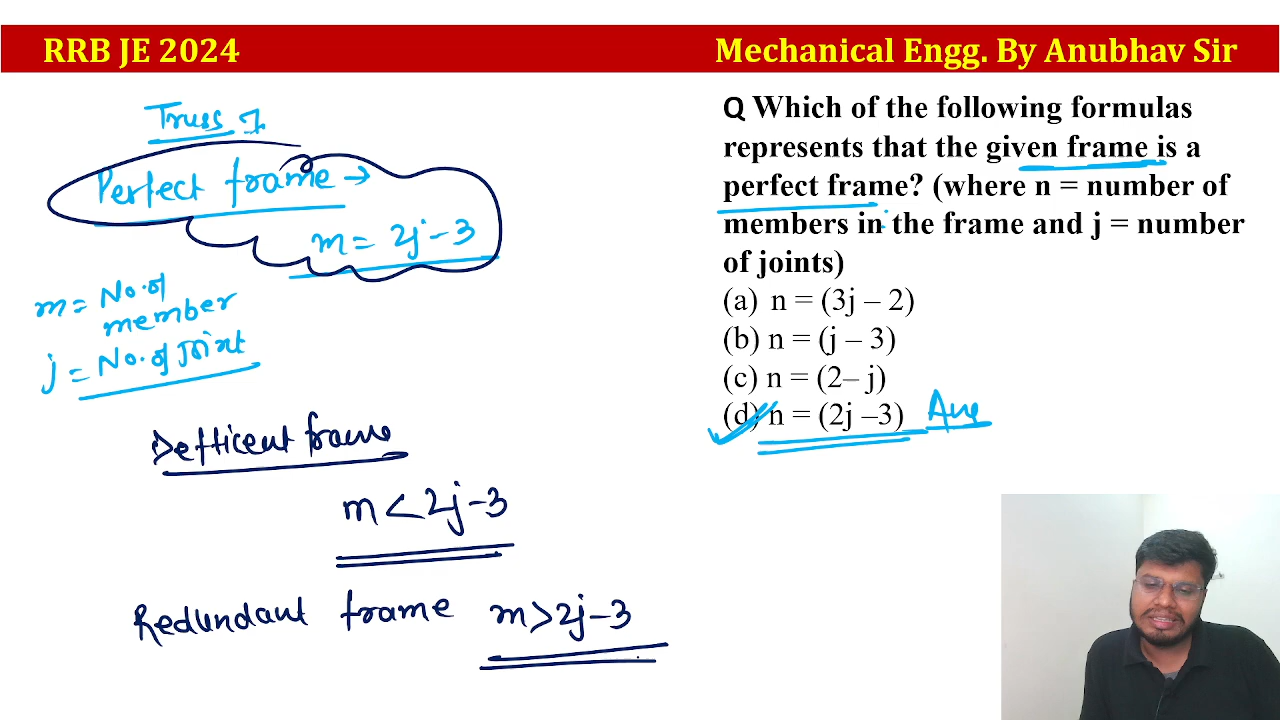 RRB JE 2024
Mechanical Engg. By Anubhav Sir
Truss
Perfect frame →
m = 2j - 3
m = No. of
member
j = No. of Joint
Defficent frame
m < 2j - 3
Redundant frame m > 2j - 3
Q Which of the following formulas
represents that the given frame is a
perfect frame? (where n = number of
members in the frame and j = number
of joints)
(a) n = (3j – 2)
(b) n = (j – 3)
(c) n = (2– j)
(d) n = (2j –3) Ans